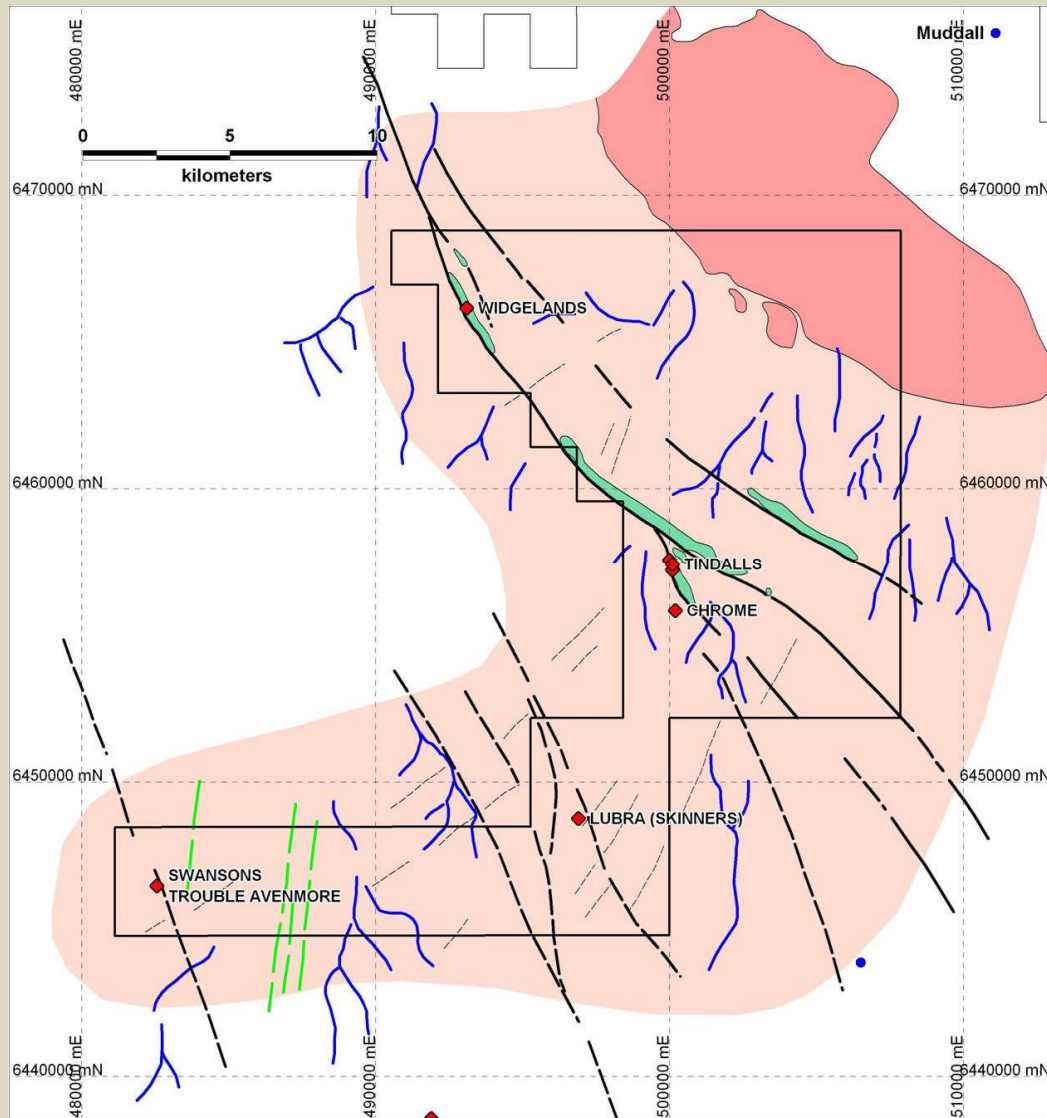 480000 mE
490000 mE
500000 mE
510000 mE
Muddall
0 5 10
kilometers
6470000 mN
6470000 mN
WIDGELANDS
6460000 mN
6460000 mN
TINDALLS
CHROME
6450000 mN
6450000 mN
LUBRA (SKINNERS)
SWANSONS
TROUBLE AVENMORE
6440000 mN
6440000 mN
480000 mE
490000 mE
500000 mE
510000 mE